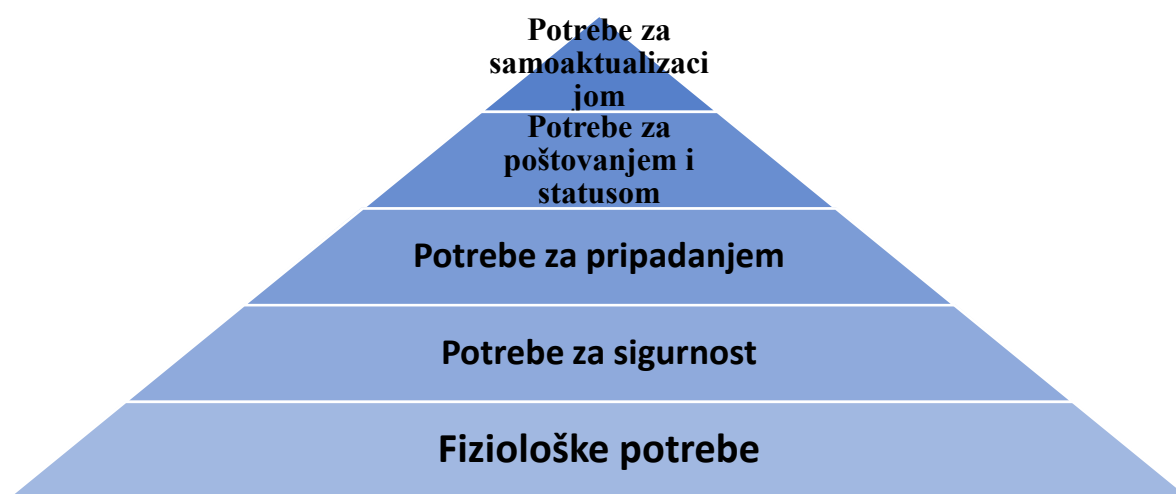 Potrebe za
samoaktualizaci
jom
Potrebe za
poštovanjem i
statusom
Potrebe za pripadanjem
Potrebe za sigurnost
Fiziološke potrebe